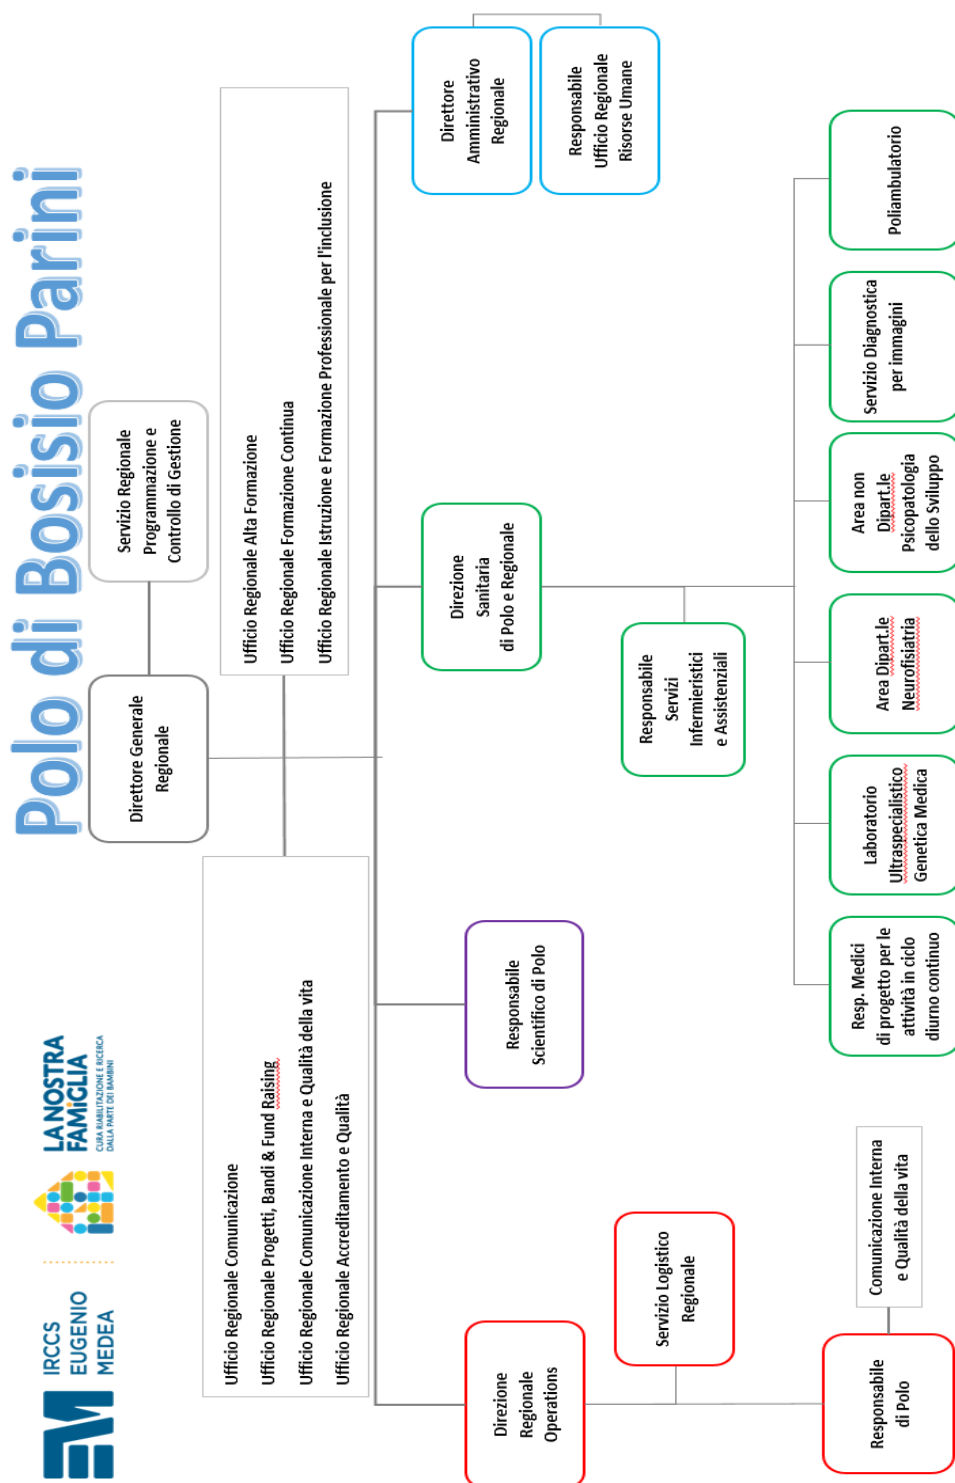 IRCCS
EUGENIO
MEDEA
LA NOSTRA
FAMiGLIA
CURA RIABILITAZIONE E RICERCA
DALLA PARTE DEI BAMBINI
Polo di Bosisio Parini
Direttore Generale
Regionale
Servizio Regionale
Programmazione e
Controllo di Gestione
Ufficio Regionale Comunicazione
Ufficio Regionale Progetti, Bandi & Fund Raising
Ufficio Regionale Comunicazione Interna e Qualità della vita
Ufficio Regionale Accreditamento e Qualità
Ufficio Regionale Alta Formazione
Ufficio Regionale Formazione Continua
Ufficio Regionale Istruzione e Formazione Professionale per l'inclusione
Direzione
Regionale
Operations
Responsabile
Scientifico di Polo
Direzione
Sanitaria
di Polo e Regionale
Direttore
Amministrativo
Regionale
Responsabile
Ufficio Regionale
Risorse Umane
Servizio Logistico
Regionale
Responsabile
Servizi
Infermieristici
e Assistenziali
Responsabile
di Polo
Comunicazione Interna
e Qualità della vita
Resp. Medici
di progetto per le
attività in ciclo
diurno continuo
Laboratorio
Ultraspecialistico
Genetica Medica
Area Dipart.le
Neurofisiatria
Area non
Dipart.le
Psicopatologia
dello Sviluppo
Servizio Diagnostica
per immagini
Poliambulatorio